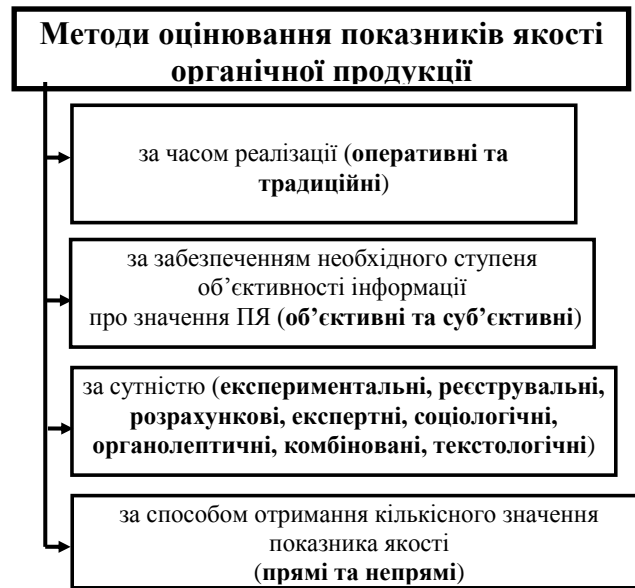 Методи оцінювання показників якості
органічної продукції
за часом реалізації (оперативні та
традиційні)
за забезпеченням необхідного ступеня
об’єктивності інформації
про значення ПЯ (об’єктивні та суб’єктивні)
за сутністю (експериментальні, реєструвальні,
розрахункові, експертні, соціологічні,
органолептичні, комбіновані, текстологічні)
за способом отримання кількісного значення
показника якості
(прямі та непрямі)